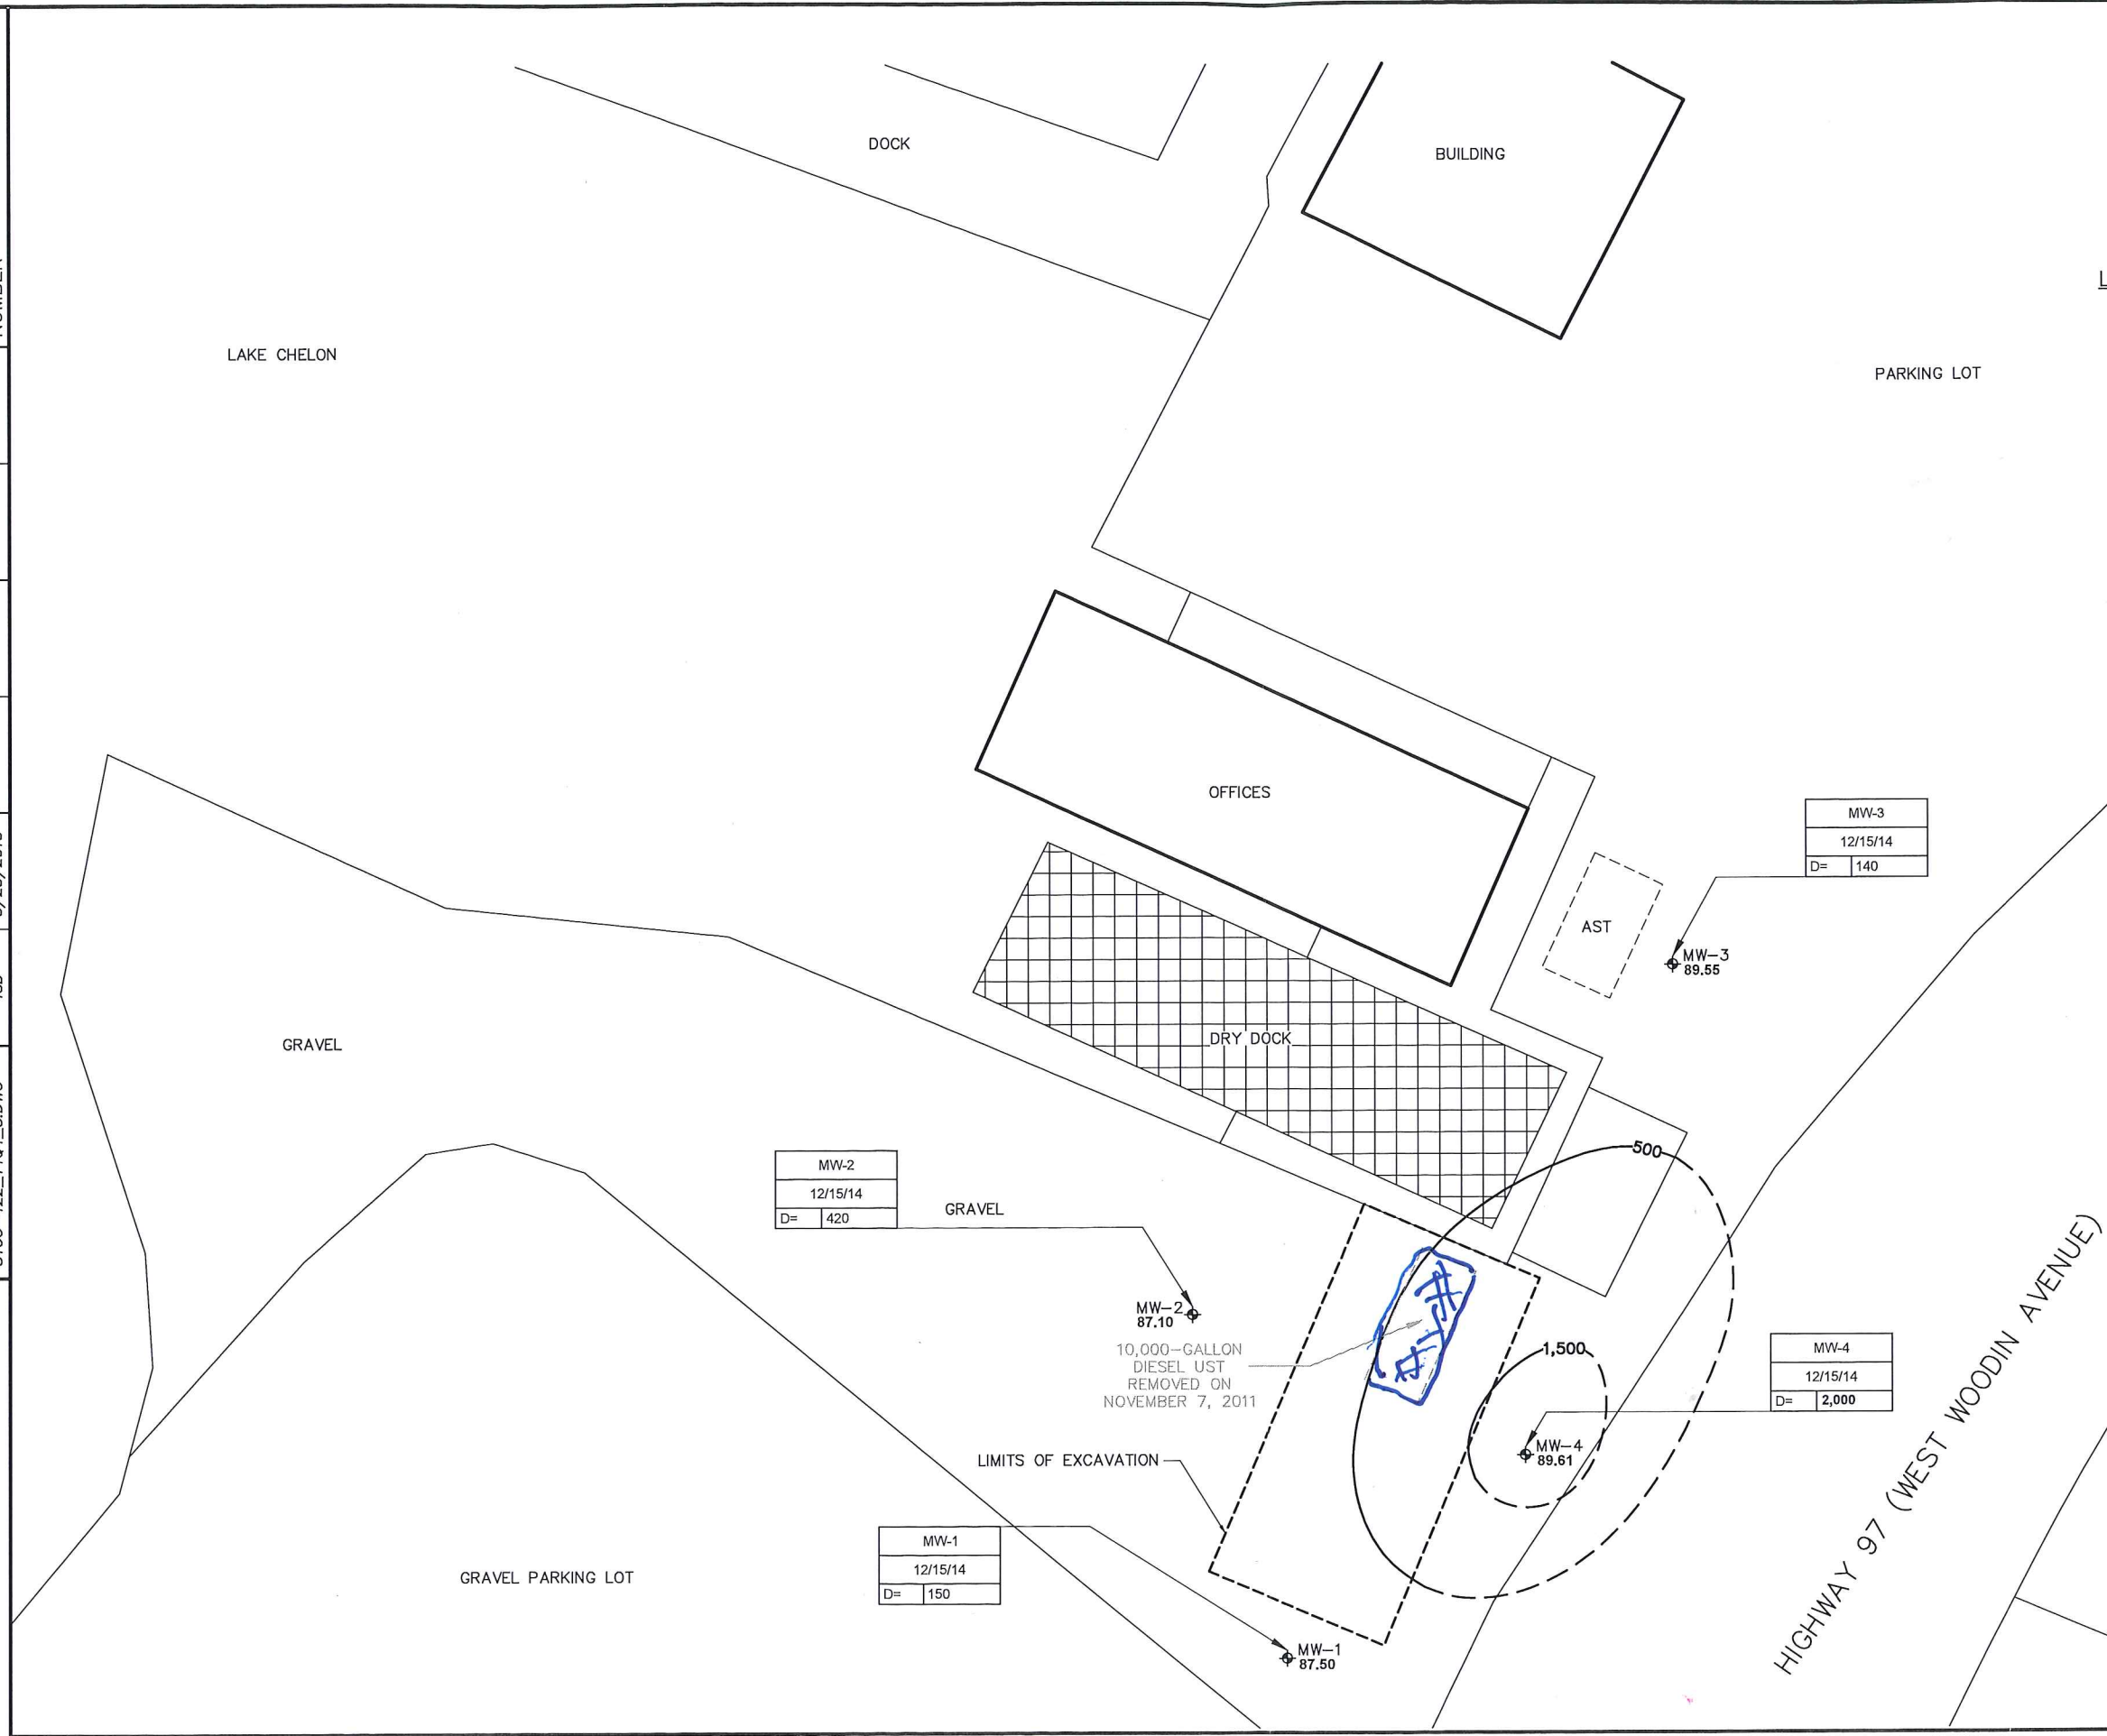 DOCK
BUILDING
LAKE CHELON
PARKING LOT
OFFICES
MW-3
12/15/14
D= 140
AST
MW-3
89.55
GRAVEL
DRY DOCK
500
MW-2
12/15/14
D= 420
GRAVEL
MW-2
87.10
10,000-GALLON
DIESEL UST
REMOVED ON
NOVEMBER 7, 2011
1,500
MW-4
12/15/14
D= 2,000
MW-4
89.61
HIGHWAY 97 (WEST WOODIN AVENUE)
LIMITS OF EXCAVATION
MW-1
12/15/14
D= 150
GRAVEL PARKING LOT
MW-1
87.50